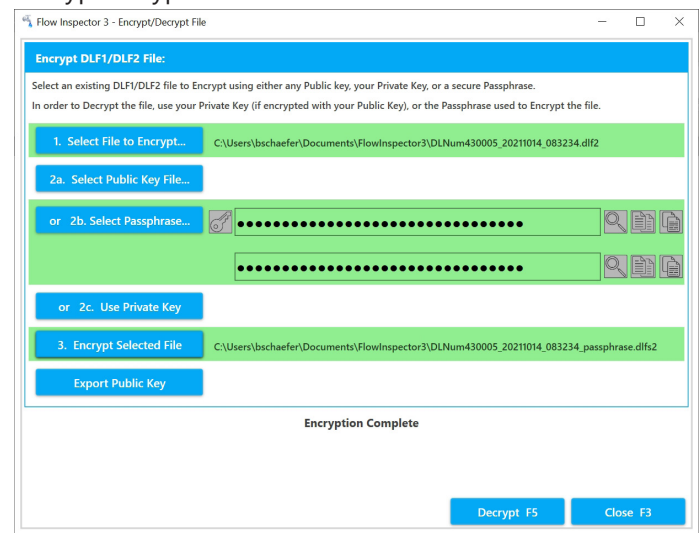 Flow Inspector 3 - Encrypt/Decrypt File
Encrypt DLF1/DLF2 File:
Select an existing DLF1/DLF2 file to Encrypt using either any Public key, your Private Key, or a secure Passphrase.
In order to Decrypt the file, use your Private Key (if encrypted with your Public Key), or the Passphrase used to Encrypt the file.
1. Select File to Encrypt... C:\Users\bschaefer\Documents\FlowInspector3\DLNum430005_20211014_083234.dlf2
2a. Select Public Key File...
or 2b. Select Passphrase...
or 2c. Use Private Key
3. Encrypt Selected File C:\Users\bschaefer\Documents\FlowInspector3\DLNum430005_20211014_083234_passphrase.dlfs2
Export Public Key
Encryption Complete
Decrypt F5 Close F3